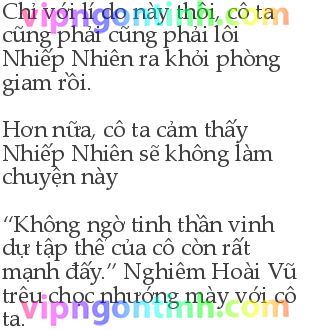 Chỉ với lí do này thôi, cô ta
cũng phải cũng phải lôi
Nhiếp Nhiên ra khỏi phòng
giam rồi.
Hơn nữa, cô ta cảm thấy
Nhiếp Nhiên sẽ không làm
chuyện này
“Không ngờ tinh thần vinh
dự tập thể của cô còn rất
mạnh đấy.” Nghiêm Hoài Vũ
trêu chọc nhướng mày với cô
ta.
vipngontinh.com
vipngontinh.com